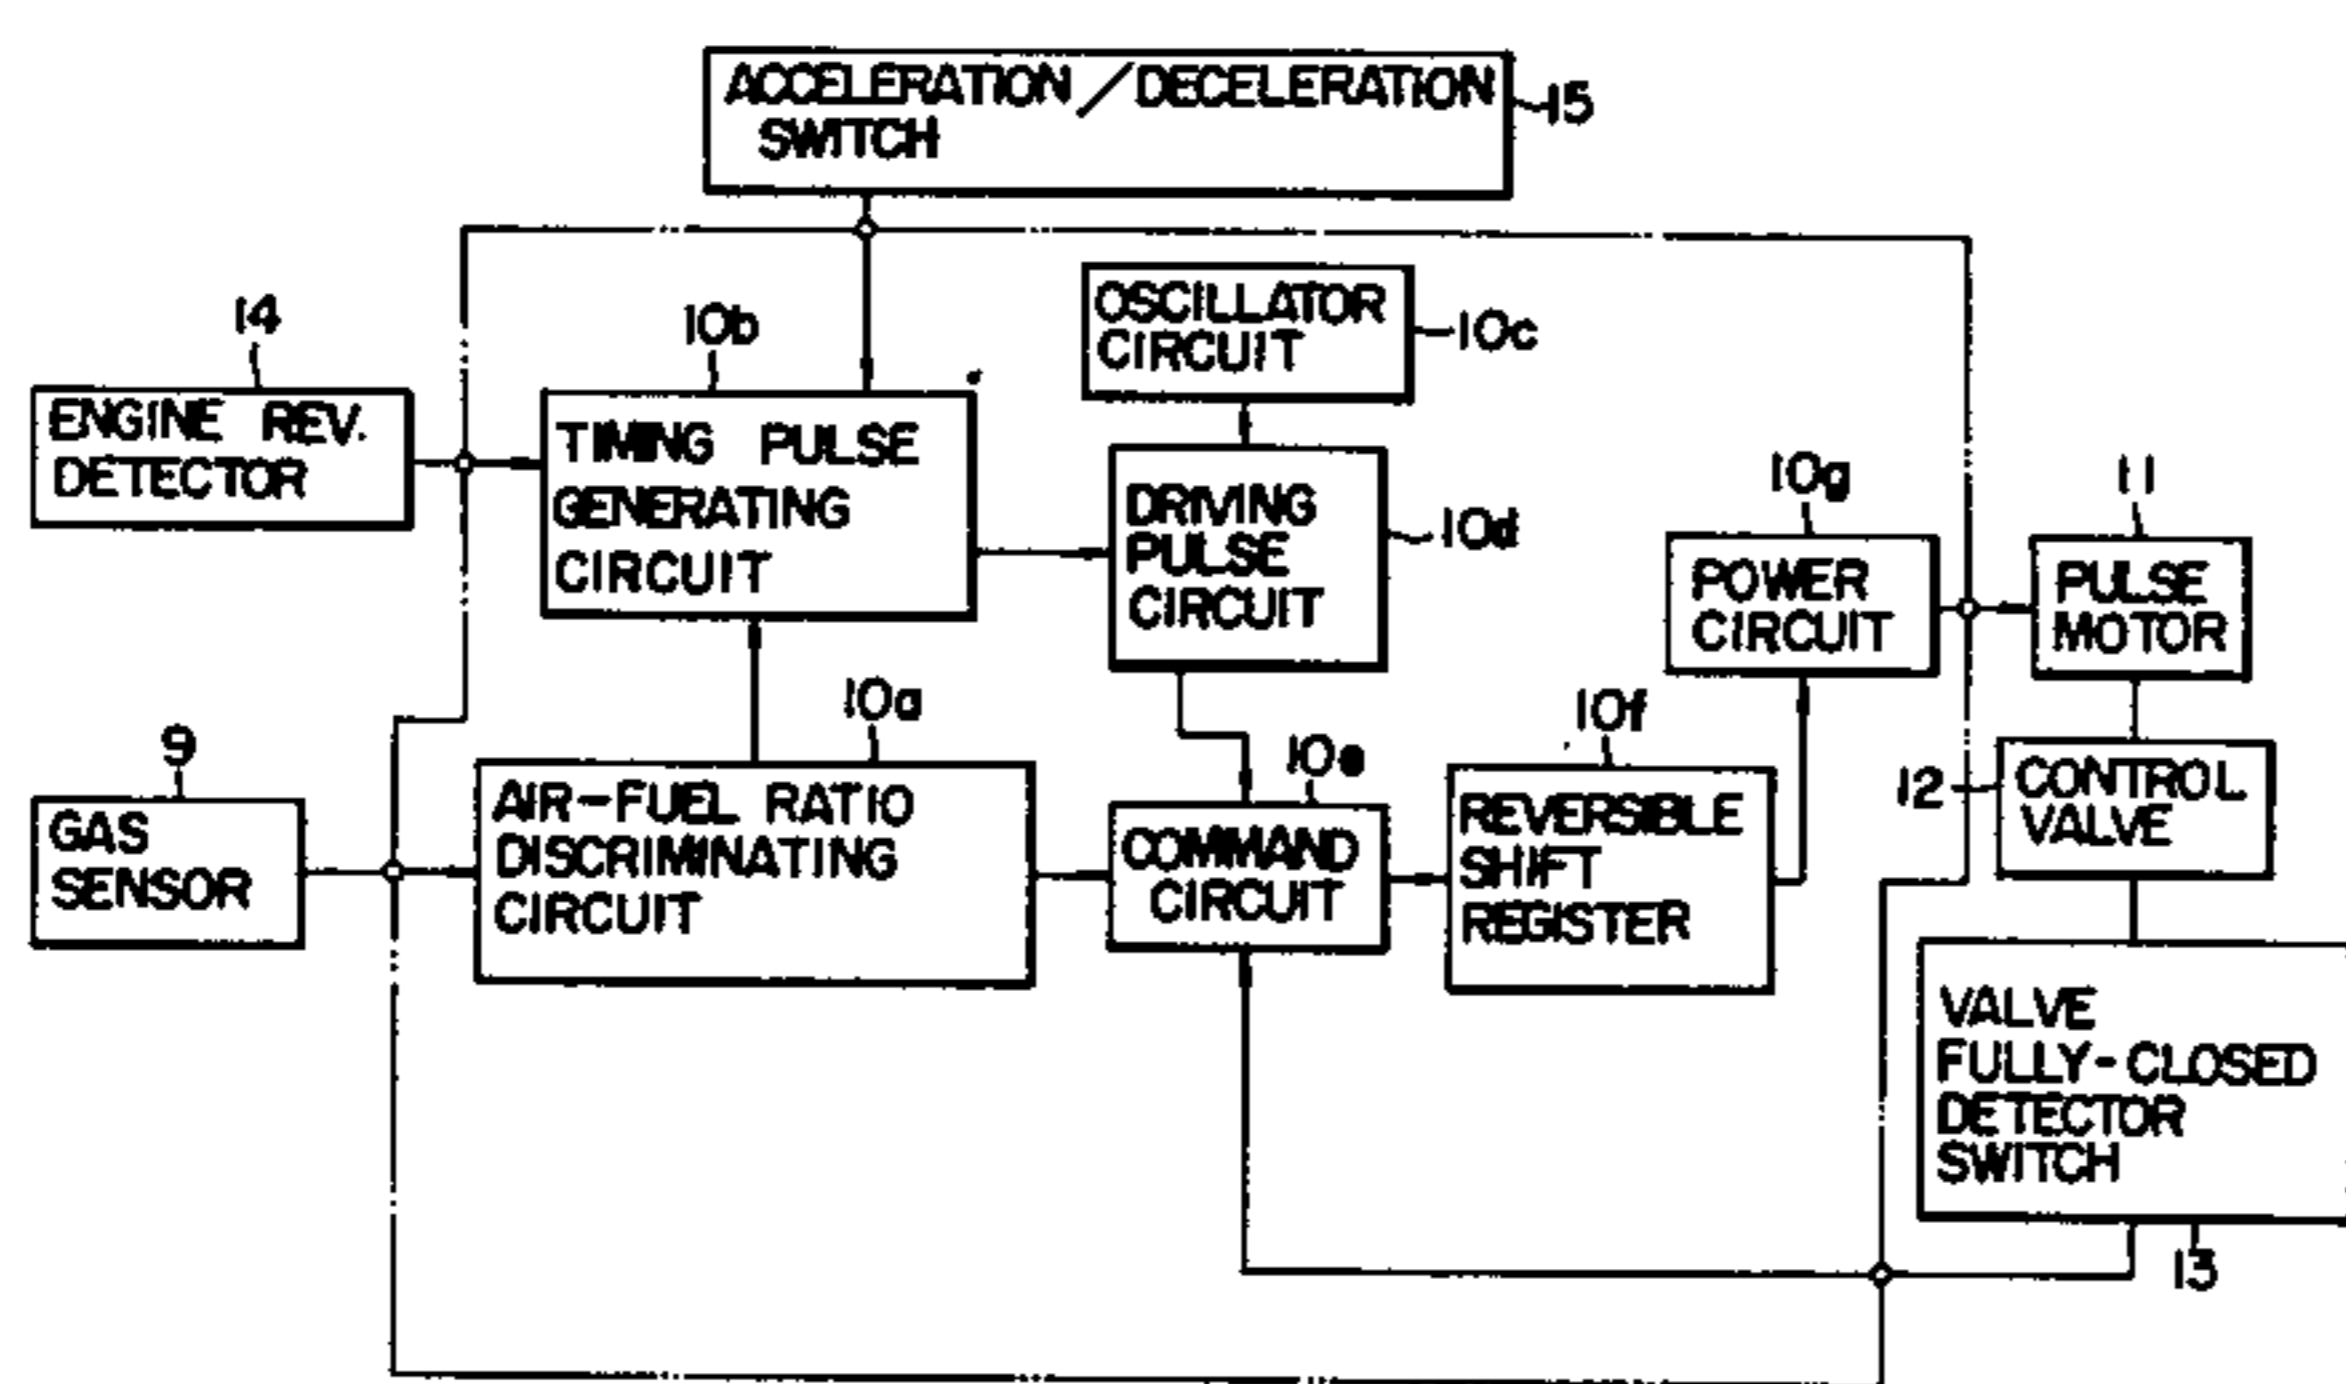 ACCELERATION/DECELERATION
SWITCH
15
14
ENGINE REV.
DETECTOR
10b
TIMING PULSE
GENERATING
CIRCUIT
OSCILLATOR
CIRCUIT
10c
DRIVING
PULSE
CIRCUIT
10d
10g
POWER
CIRCUIT
11
PULSE
MOTOR
9
GAS
SENSOR
10a
AIR-FUEL RATIO
DISCRIMINATING
CIRCUIT
10e
COMMAND
CIRCUIT
10f
REVERSIBLE
SHIFT
REGISTER
12
CONTROL
VALVE
VALVE
FULLY-CLOSED
DETECTOR
SWITCH
13